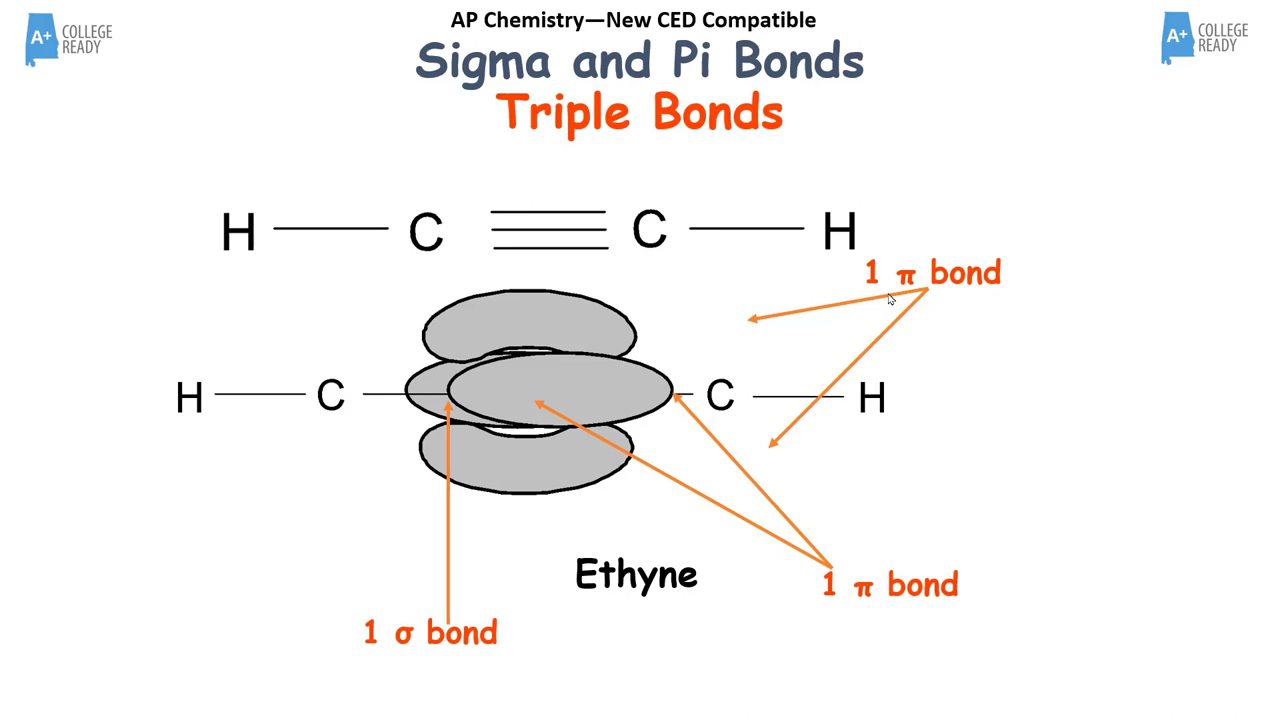 AP Chemistry—New CED Compatible
A+ COLLEGE READY
A+ COLLEGE READY
Sigma and Pi Bonds
Triple Bonds
H C C H
1 π bond
H C C H
Ethyne
1 π bond
1 σ bond